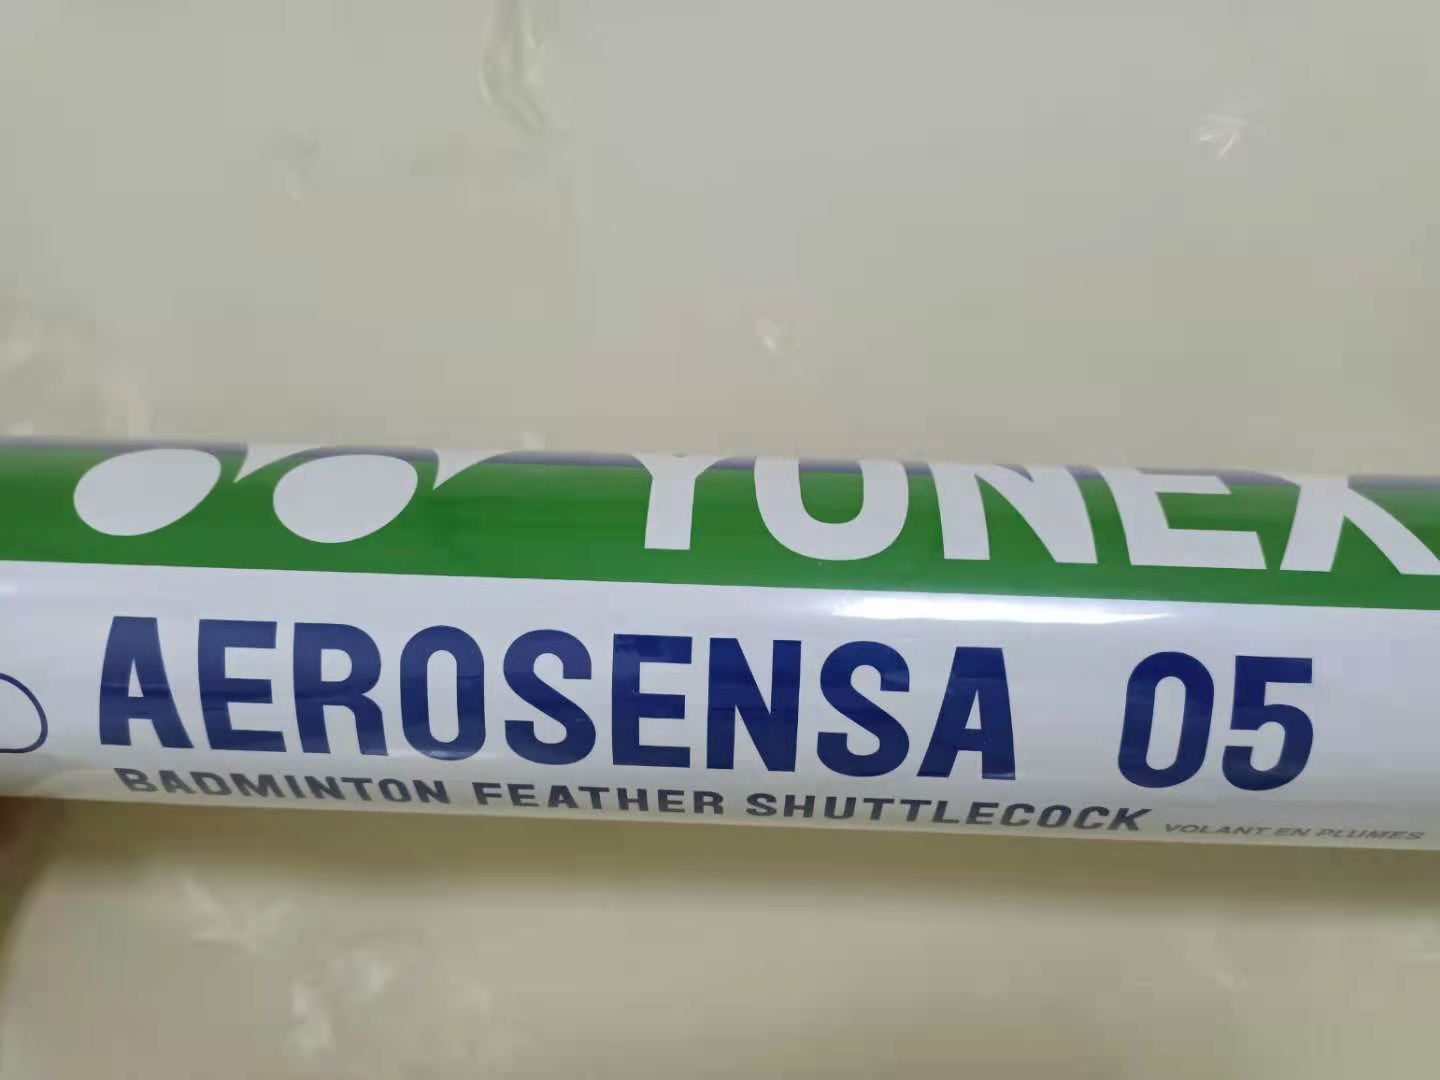 YONEX
AEROSENSA 05
BADMINTON FEATHER SHUTTLECOCK VOLANT EN PLUMES